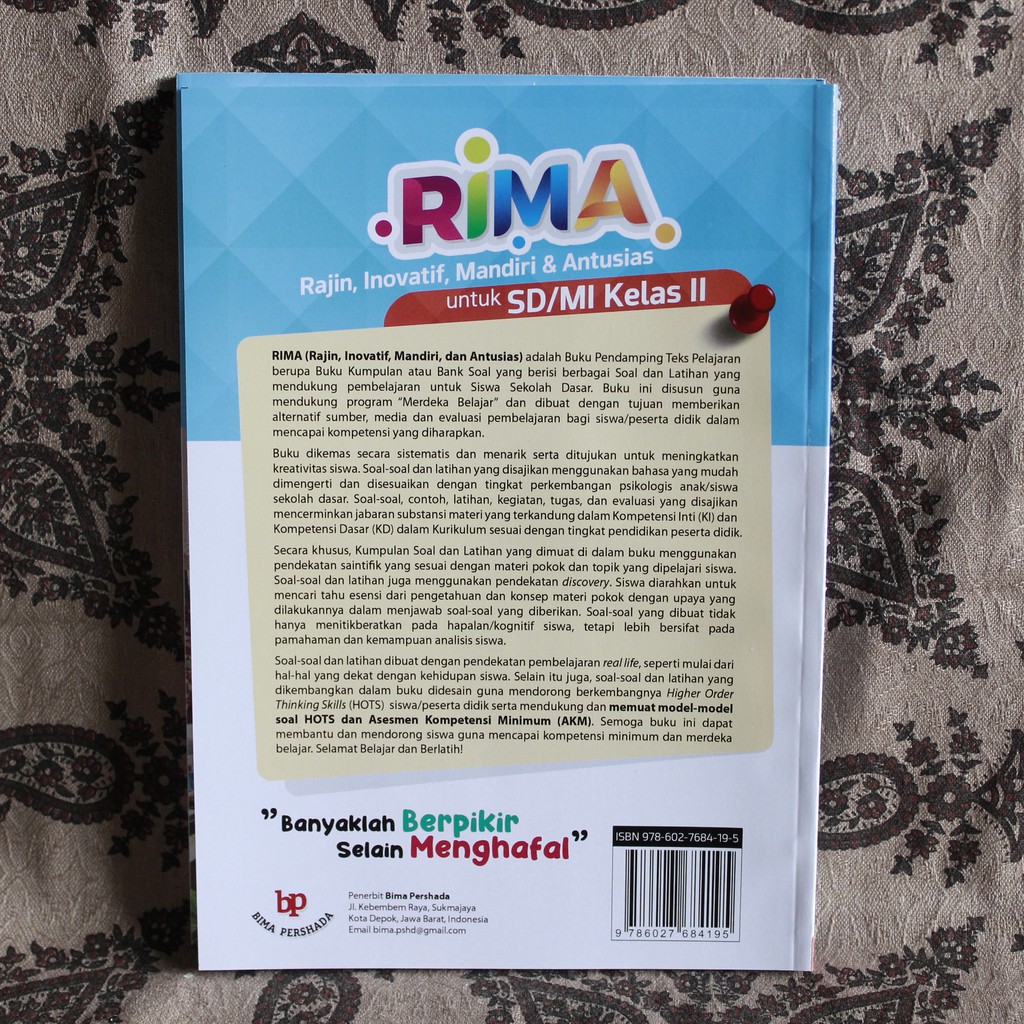 RIMA
Rajin, Inovatif, Mandiri & Antusias
untuk SD/MI Kelas II
RIMA (Rajin, Inovatif, Mandiri, dan Antusias) adalah Buku Pendamping Teks Pelajaran
berupa Buku Kumpulan atau Bank Soal yang berisi berbagai Soal dan Latihan yang
mendukung pembelajaran untuk Siswa Sekolah Dasar. Buku ini disusun guna
mendukung program "Merdeka Belajar" dan dibuat dengan tujuan memberikan
alternatif sumber, media dan evaluasi pembelajaran bagi siswa/peserta didik dalam
mencapai kompetensi yang diharapkan.
Buku dikemas secara sistematis dan menarik serta ditujukan untuk meningkatkan
kreativitas siswa. Soal-soal dan latihan yang disajikan menggunakan bahasa yang mudah
dimengerti dan disesuaikan dengan tingkat perkembangan psikologis anak/siswa
sekolah dasar. Soal-soal, contoh, latihan, kegiatan, tugas, dan evaluasi yang disajikan
mencerminkan jabaran substansi materi yang terkandung dalam Kompetensi Inti (KI) dan
Kompetensi Dasar (KD) dalam Kurikulum sesuai dengan tingkat pendidikan peserta didik.
Secara khusus, Kumpulan Soal dan Latihan yang dimuat di dalam buku menggunakan
pendekatan saintifik yang sesuai dengan materi pokok dan topik yang dipelajari siswa.
Soal-soal dan latihan juga menggunakan pendekatan discovery. Siswa diarahkan untuk
mencari tahu esensi dari pengetahuan dan konsep materi pokok dengan upaya yang
dilakukannya dalam menjawab soal-soal yang diberikan. Soal-soal yang dibuat tidak
hanya menitikberatkan pada hapalan/kognitif siswa, tetapi lebih bersifat pada
pamahaman dan kemampuan analisis siswa.
Soal-soal dan latihan dibuat dengan pendekatan pembelajaran real life, seperti mulai dari
hal-hal yang dekat dengan kehidupan siswa. Selain itu juga, soal-soal dan latihan yang
dikembangkan dalam buku didesain guna mendorong berkembangnya Higher Order
Thinking Skills (HOTS) siswa/peserta didik serta mendukung dan memuat model-model
soal HOTS dan Asesmen Kompetensi Minimum (AKM). Semoga buku ini dapat
membantu dan mendorong siswa guna mencapai kompetensi minimum dan merdeka
belajar. Selamat Belajar dan Berlatih!
"Banyaklah Berpikir
Selain Menghafal"
bp
BIMA PERSHADA
Penerbit Bima Pershada
Jl. Kebembem Raya, Sukmajaya
Kota Depok, Jawa Barat, Indonesia
Email bima.pshd@gmail.com
ISBN 978-602-7684-19-5
9 786027 684195